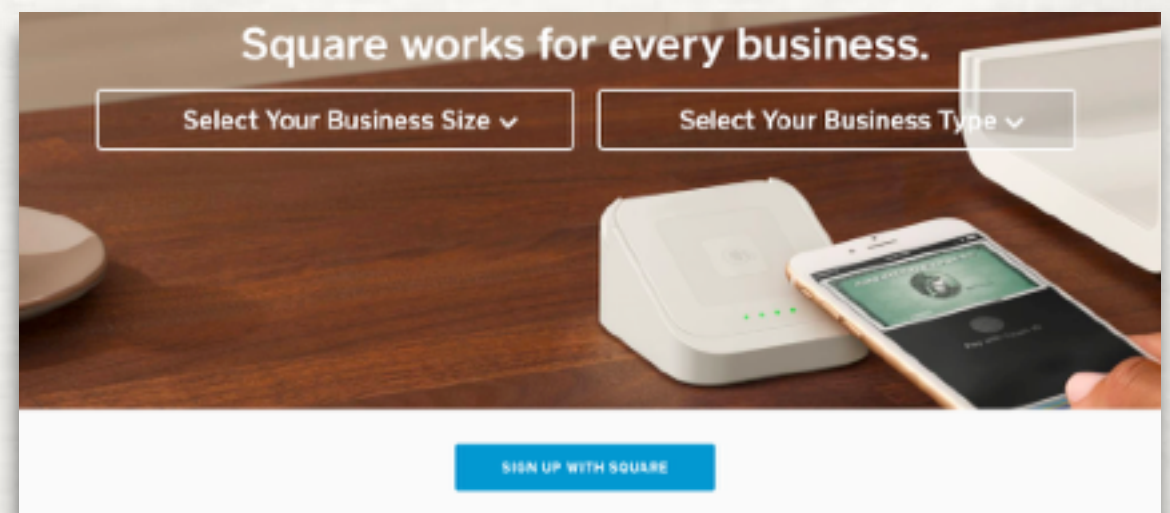 Square works for every business.
Select Your Business Size
Select Your Business Type
SIGN UP WITH SQUARE